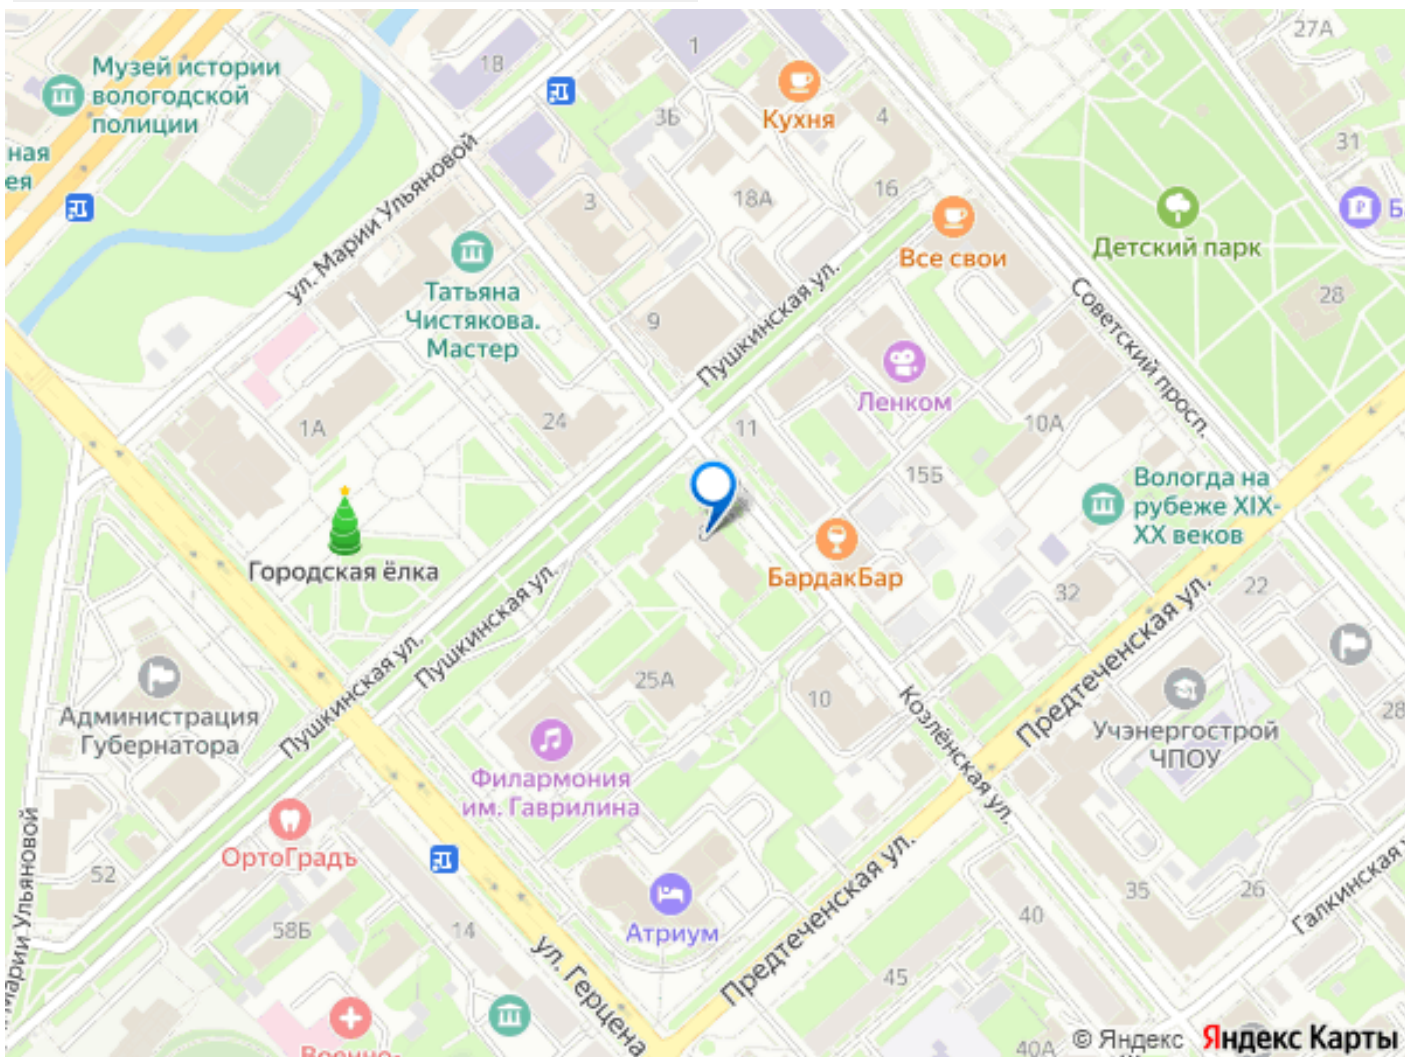 27А
1
18
Музей истории
вологодской
полиции
3Б
Кухня
4
31
ная
ея
ул. Марии Ульяновой
3
18А
16
Б
Все свои
Детский парк
Татьяна
Чистякова.
Мастер
9
Пушкинская ул.
Советский просп.
28
Ленком
1А
24
11
10А
15Б
Вологда на
рубеже XIX-
XX веков
Городская ёлка
БардакБар
32
22
Пушкинская ул.
Пушкинская ул.
Предтеченская ул.
25А
10
Козлёнская ул.
28
Администрация
Губернатора
Учэнергострой
ЧПОУ
Филармония
им. Гаврилина
ОртоГрадъ
52
Марии Ульяновой
58Б
14
Атриум
Предтеченская ул.
35
26
40
Галкинская
45
ул. Герцена
Военно-
40А
© Яндекс Яндекс Карты